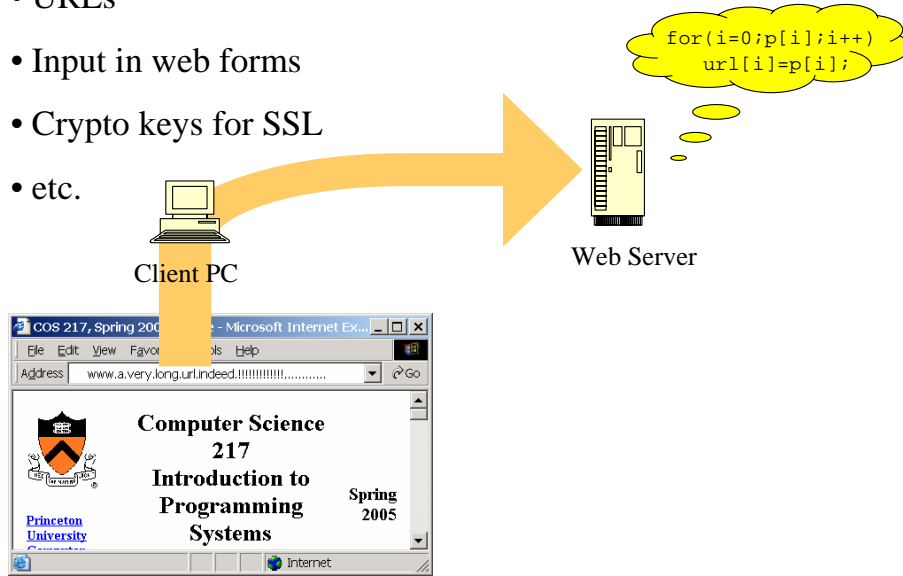 • URLs
• Input in web forms
• Crypto keys for SSL
• etc.
for(i=0;p[i];i++)
url[i]=p[i];
Web Server
Client PC
COS 217, Spring 200 - Microsoft Internet Ex...
File Edit View Favor ols Help
Address www.a.very.long.url.indeed.!!!!!!!!!!!!!............ Go
Computer Science
217
Introduction to
Programming
Systems
Spring
2005
Princeton
University
Internet